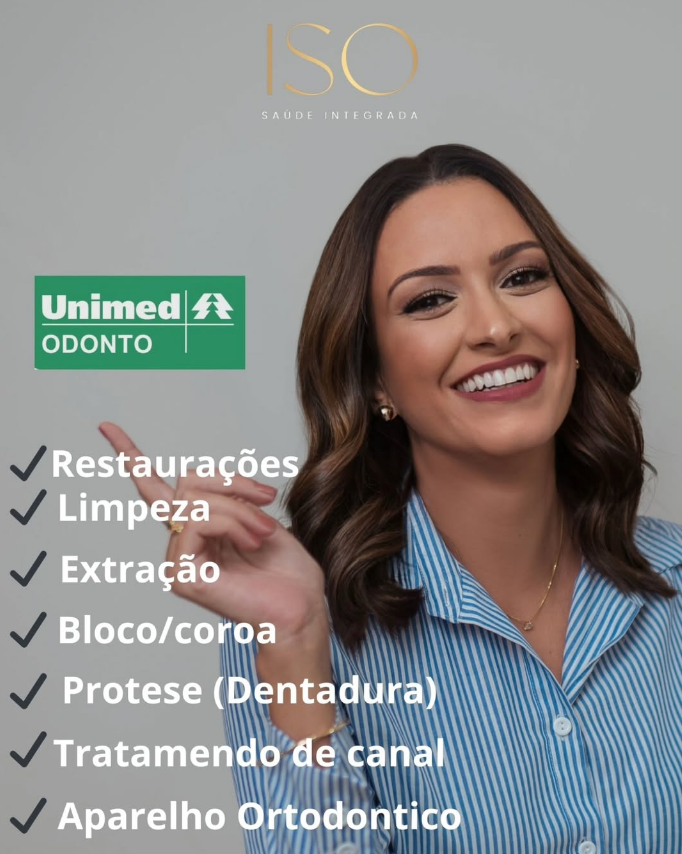 ISO
SAÚDE INTEGRADA
Unimed
ODONTO
Restaurações
Limpeza
Extração
Bloco/coroa
Protese (Dentadura)
Tratamendo de canal
Aparelho Ortodontico